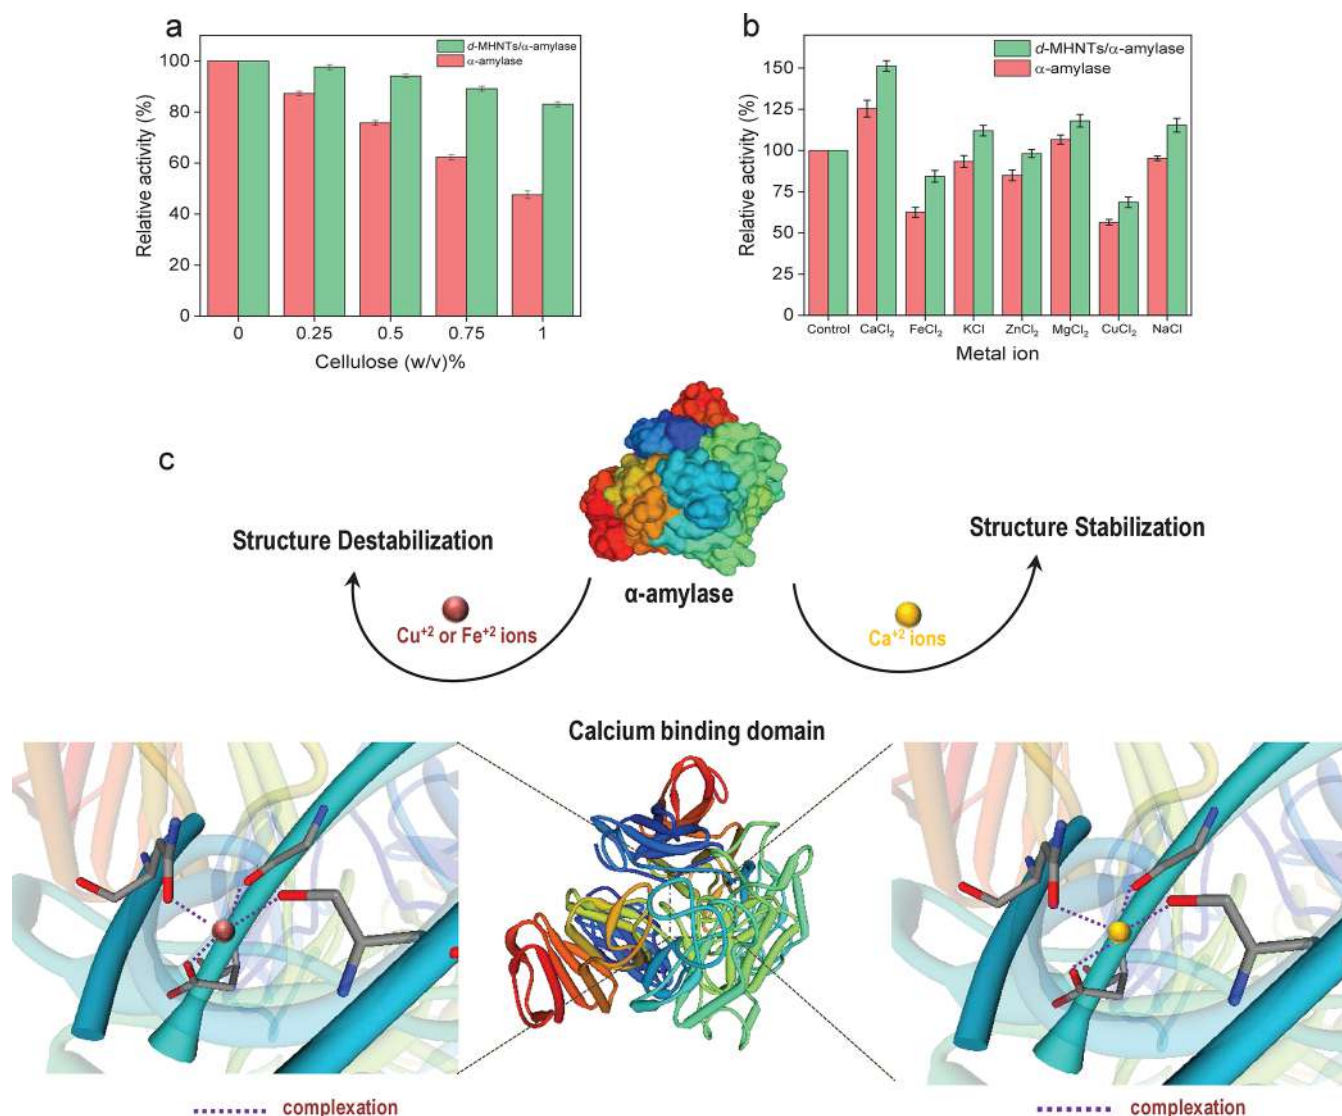 a
d-MHNTs/α-amylase
α-amylase
Relative activity (%)
100
80
60
40
20
0
0 0.25 0.5 0.75 1
Cellulose (w/v)%
b
d-MHNTs/α-amylase
α-amylase
Relative activity (%)
150
125
100
75
50
25
0
Control CaCl₂ FeCl₂ KCl ZnCl₂ MgCl₂ CuCl₂ NaCl
Metal ion
c
Structure Destabilization
Structure Stabilization
α-amylase
Cu⁺² or Fe⁺² ions
Ca⁺² ions
Calcium binding domain
complexation
complexation